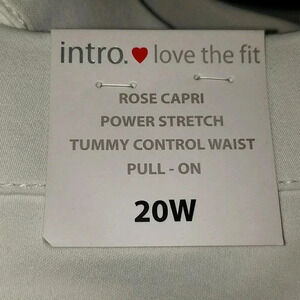 intro.❤love the fit
ROSE CAPRI
POWER STRETCH
TUMMY CONTROL WAIST
PULL - ON
20W